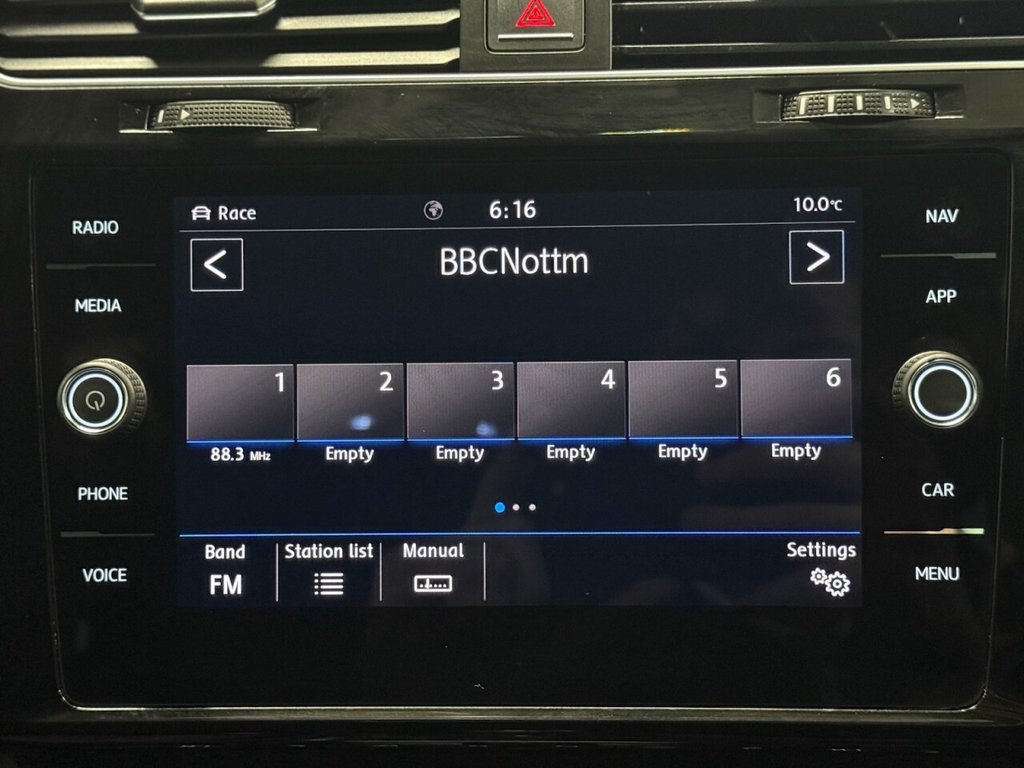 Race 6:16 10.0°C
RADIO
NAV
< BBCNottm >
MEDIA
APP
1 2 3 4 5 6
88.3 MHz Empty Empty Empty Empty Empty
PHONE
CAR
Band Station list Manual Settings
FM
VOICE
MENU